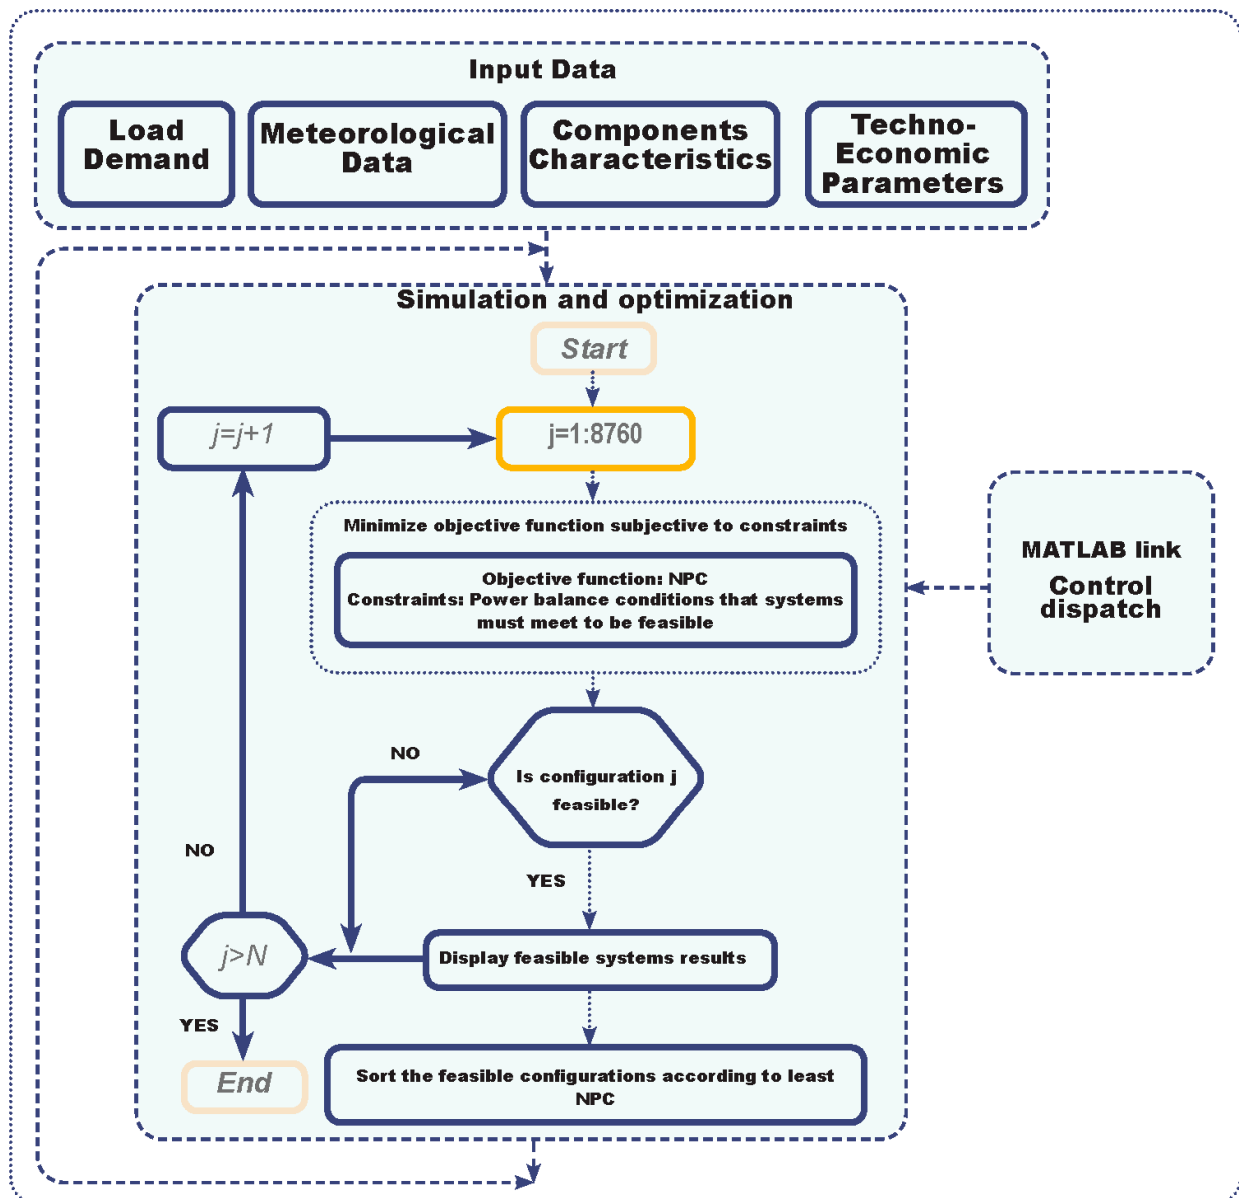 Input Data
Load
Demand
Meteorological
Data
Components
Characteristics
Techno-
Economic
Parameters
Simulation and optimization
Start
j=j+1
j=1:8760
Minimize objective function subjective to constraints
Objective function: NPC
Constraints: Power balance conditions that systems
must meet to be feasible
MATLAB link
Control
dispatch
NO
Is configuration j
feasible?
NO
YES
j>N
Display feasible systems results
YES
End
Sort the feasible configurations according to least
NPC